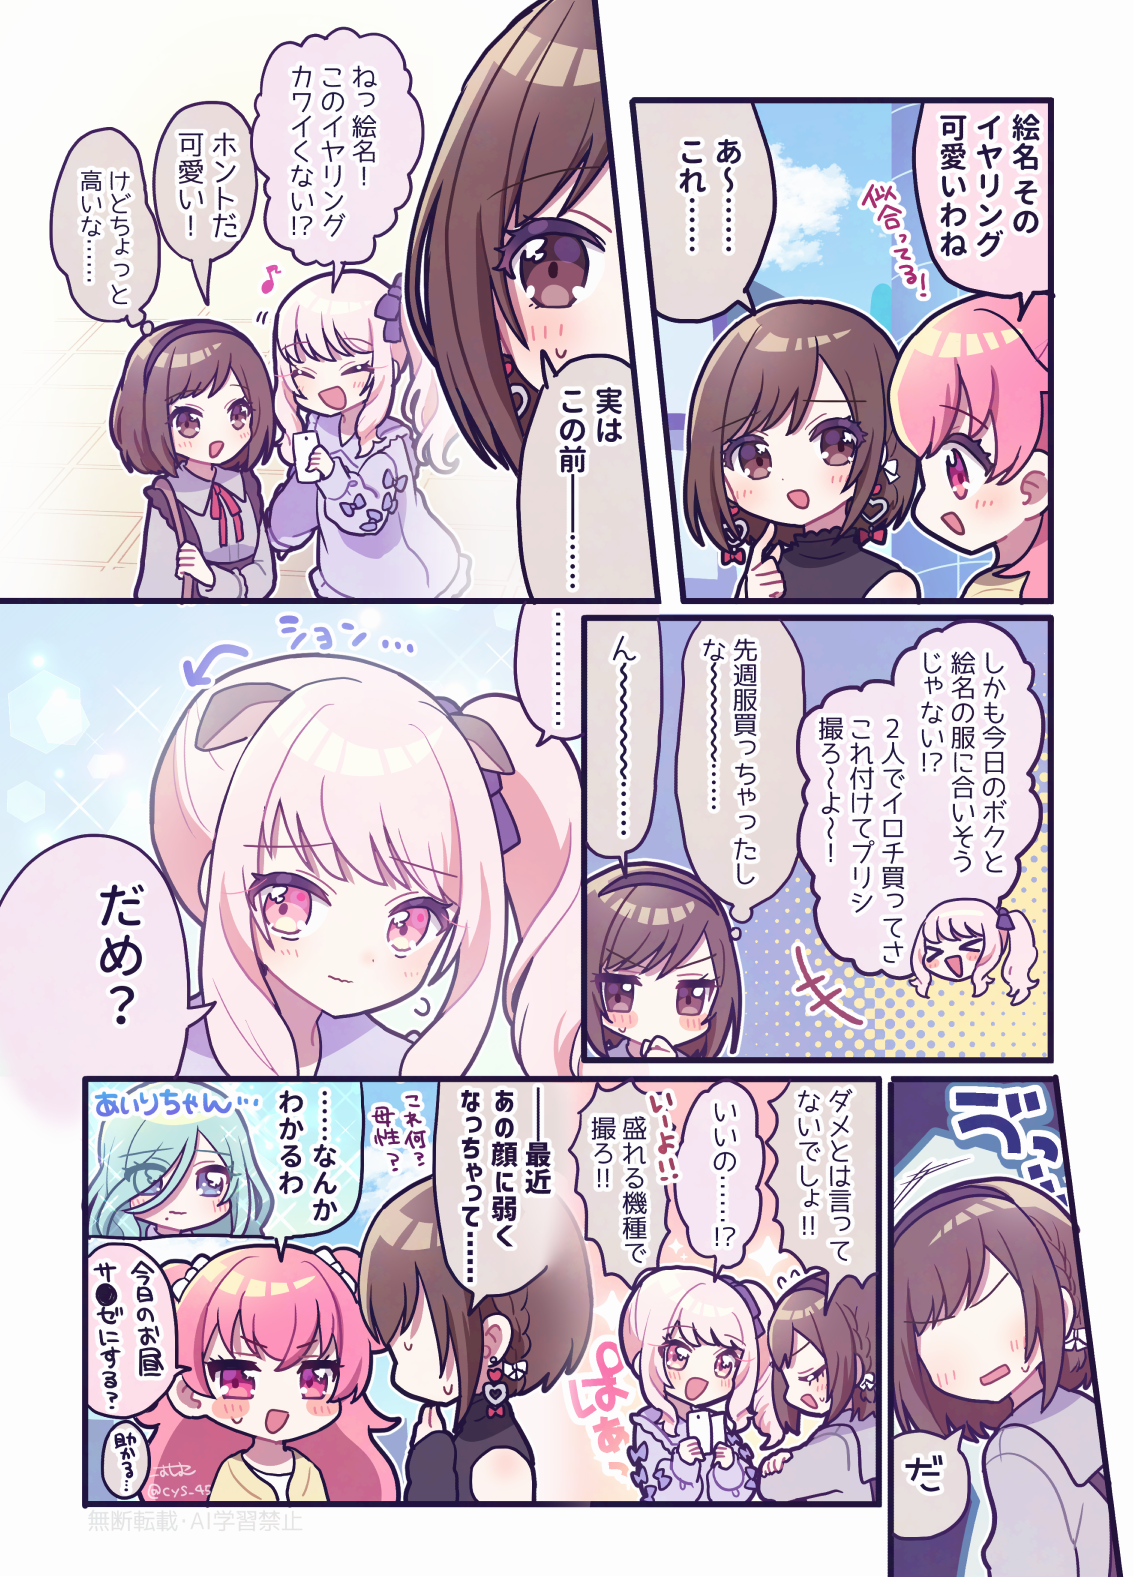 絵名 その
イヤリング
可愛いわね
似合ってる!
あ〜……
これ……
実は
この前――……
ねっ絵名!
このイヤリング
カワイくない!?
ホントだ
可愛い!
けどちょっと
高いな……
しかも今日のボクと
絵名の服に合いそう
じゃない!?
2人でイロチ買ってさ
これ付けてプリシ
撮ろ〜よ〜!
先週服買っちゃったし
な〜〜〜〜……
ん〜〜〜〜〜………
…………
ション…
だめ?
ゔっ…
だ
ダメとは言って
ないでしょ!!
いいの……!?
いーよ!!
盛れる機種で
撮ろ!!
ぱぁっ
――最近
あの顔に弱く
なっちゃって……
これ何?
母性?
……なんか
わかるわ
あいりちゃん…
今日のお昼
サ●ゼにする?
助かる…
@cys_45
無断転載・AI学習禁止